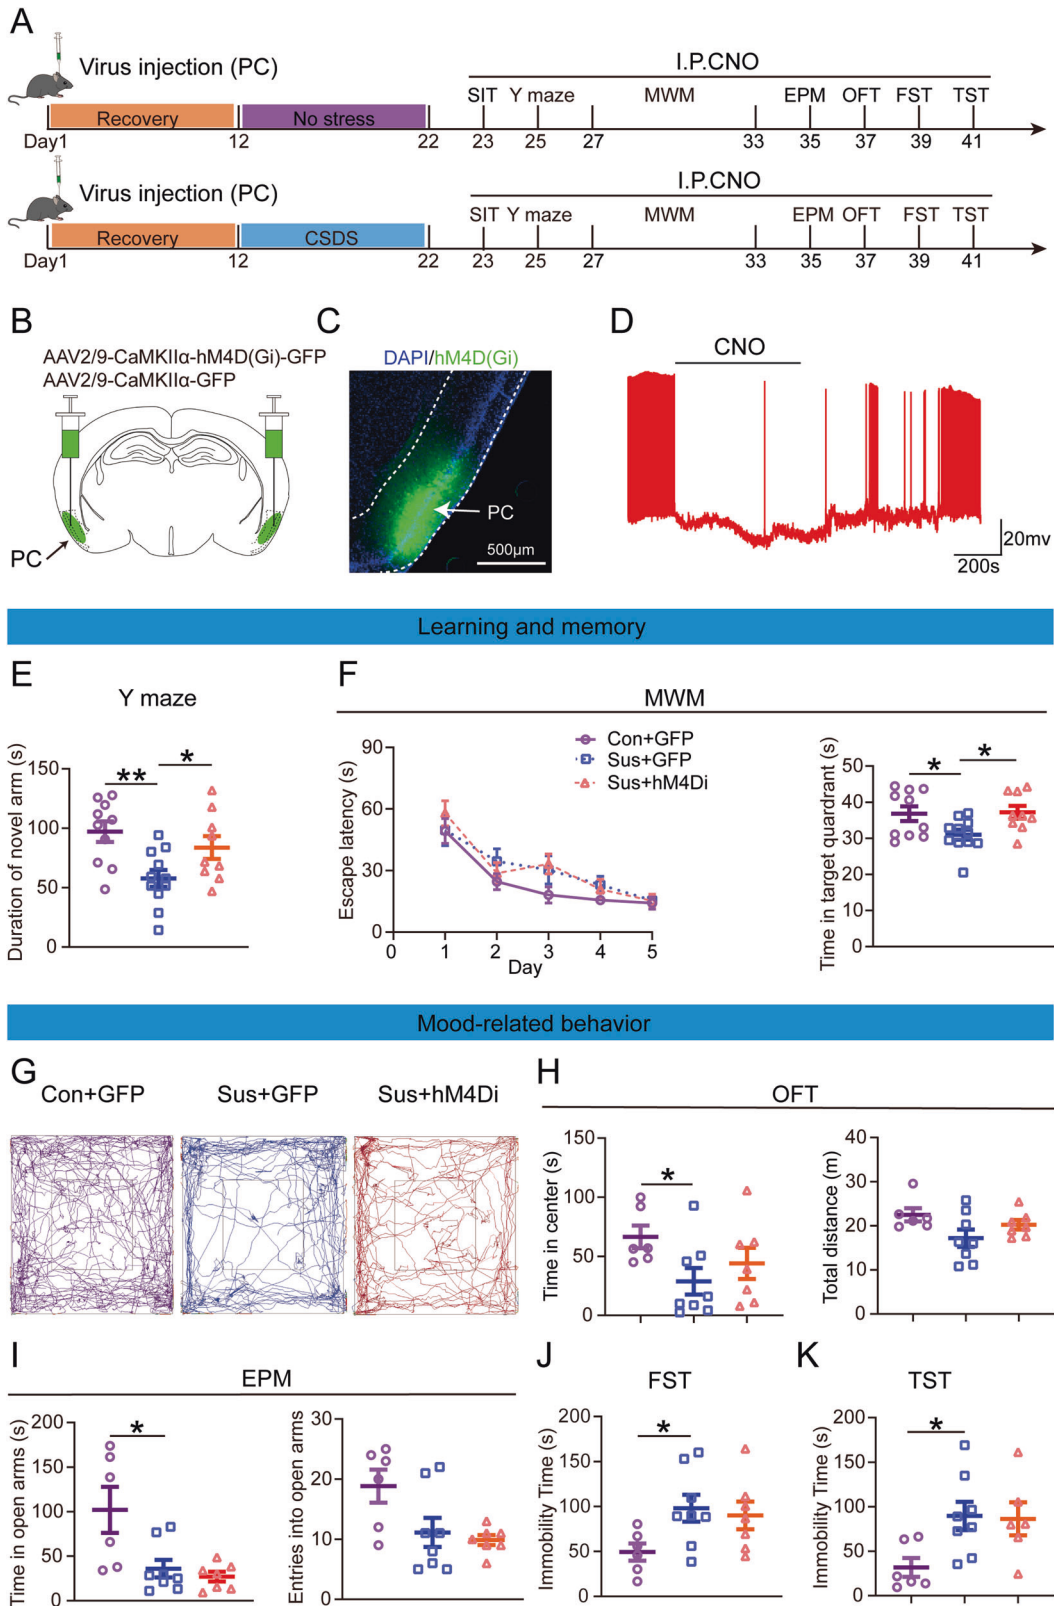 A
Virus injection (PC)
I.P.CNO
SIT Y maze MWM EPM OFT FST TST
Recovery No stress
Day1 12 22 23 25 27 33 35 37 39 41
Virus injection (PC)
I.P.CNO
SIT Y maze MWM EPM OFT FST TST
Recovery CSDS
Day1 12 22 23 25 27 33 35 37 39 41
B
AAV2/9-CaMKIIα-hM4D(Gi)-GFP
AAV2/9-CaMKIIα-GFP
PC
C
DAPI/hM4D(Gi)
PC
500μm
D
CNO
20mv
200s
Learning and memory
E
Y maze
Duration of novel arm (s)
150
100
50
0
** *
F
MWM
Escape latency (s)
90
60
30
0
0 1 2 3 4 5
Day
Con+GFP
Sus+GFP
Sus+hM4Di
Time in target quardrant (s)
50
40
30
20
10
0
* *
Mood-related behavior
G
Con+GFP Sus+GFP Sus+hM4Di
H
OFT
Time in center (s)
150
100
50
0
*
Total distance (m)
40
30
20
10
0
I
EPM
Time in open arms (s)
200
150
100
50
0
*
Entries into open arms
30
20
10
0
J
FST
Immobility Time (s)
200
150
100
50
0
*
K
TST
Immobility Time (s)
200
150
100
50
0
*